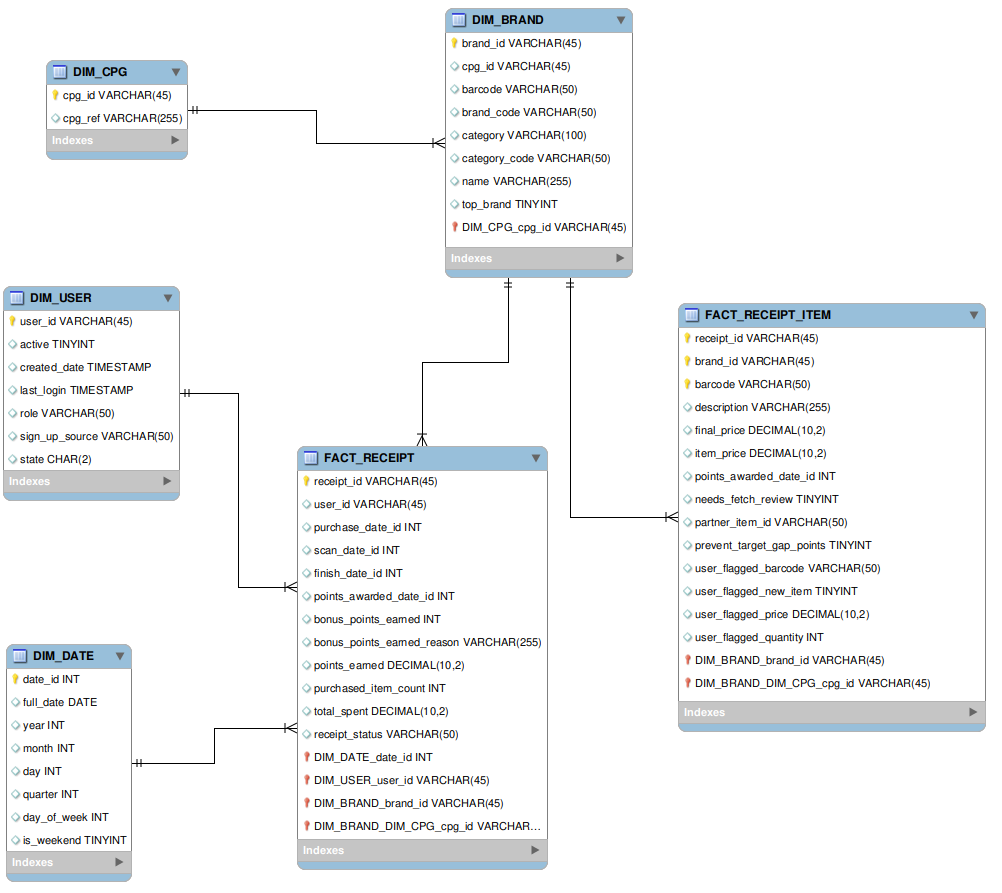 DIM_BRAND
brand_id VARCHAR(45)
cpg_id VARCHAR(45)
barcode VARCHAR(50)
brand_code VARCHAR(50)
category VARCHAR(100)
category_code VARCHAR(50)
name VARCHAR(255)
top_brand TINYINT
DIM_CPG_cpg_id VARCHAR(45)
Indexes
DIM_CPG
cpg_id VARCHAR(45)
cpg_ref VARCHAR(255)
Indexes
DIM_USER
user_id VARCHAR(45)
active TINYINT
created_date TIMESTAMP
last_login TIMESTAMP
role VARCHAR(50)
sign_up_source VARCHAR(50)
state CHAR(2)
Indexes
FACT_RECEIPT_ITEM
receipt_id VARCHAR(45)
brand_id VARCHAR(45)
barcode VARCHAR(50)
description VARCHAR(255)
final_price DECIMAL(10,2)
item_price DECIMAL(10,2)
points_awarded_date_id INT
needs_fetch_review TINYINT
partner_item_id VARCHAR(50)
prevent_target_gap_points TINYINT
user_flagged_barcode VARCHAR(50)
user_flagged_new_item TINYINT
user_flagged_price DECIMAL(10,2)
user_flagged_quantity INT
DIM_BRAND_brand_id VARCHAR(45)
DIM_BRAND_DIM_CPG_cpg_id VARCHAR(45)
Indexes
FACT_RECEIPT
receipt_id VARCHAR(45)
user_id VARCHAR(45)
purchase_date_id INT
scan_date_id INT
finish_date_id INT
points_awarded_date_id INT
bonus_points_earned INT
bonus_points_earned_reason VARCHAR(255)
points_earned DECIMAL(10,2)
purchased_item_count INT
total_spent DECIMAL(10,2)
receipt_status VARCHAR(50)
DIM_DATE_date_id INT
DIM_USER_user_id VARCHAR(45)
DIM_BRAND_brand_id VARCHAR(45)
DIM_BRAND_DIM_CPG_cpg_id VARCHAR...
Indexes
DIM_DATE
date_id INT
full_date DATE
year INT
month INT
day INT
quarter INT
day_of_week INT
is_weekend TINYINT
Indexes